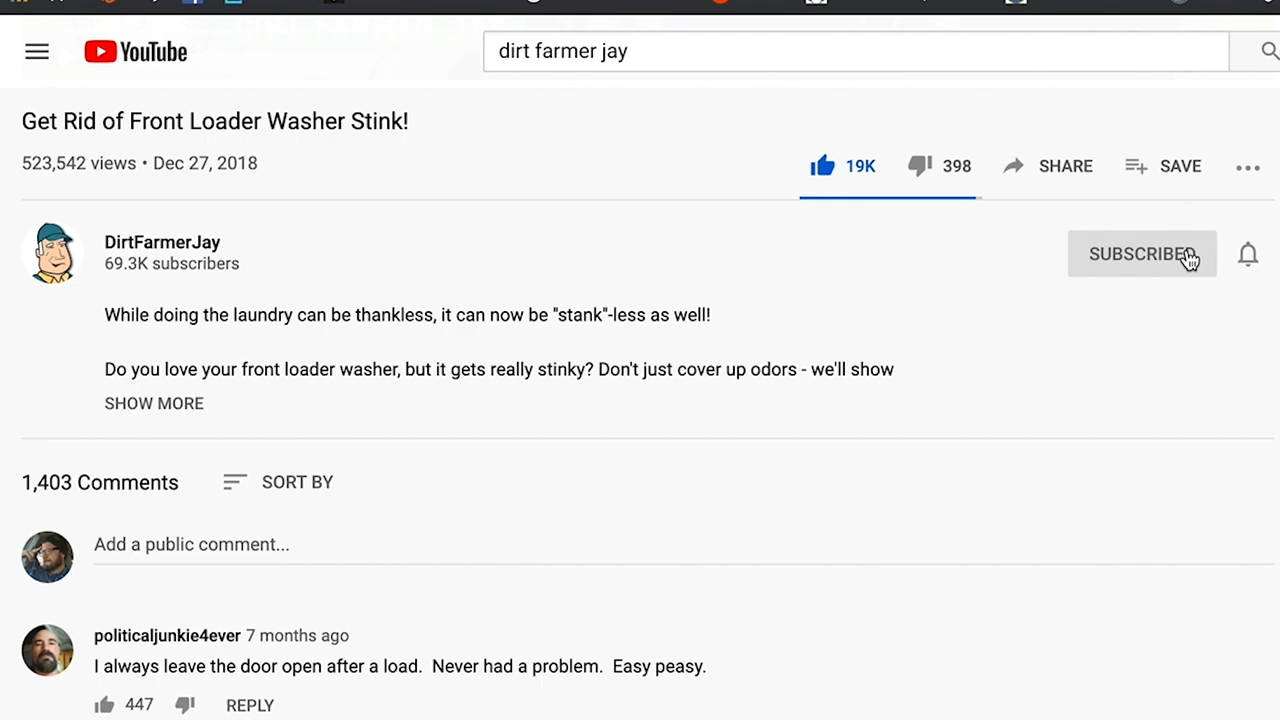 YouTube
dirt farmer jay
Get Rid of Front Loader Washer Stink!
523,542 views • Dec 27, 2018
19K 398 SHARE SAVE
DirtFarmerJay
69.3K subscribers
SUBSCRIBED
While doing the laundry can be thankless, it can now be "stank"-less as well!
Do you love your front loader washer, but it gets really stinky? Don't just cover up odors - we'll show
SHOW MORE
1,403 Comments SORT BY
Add a public comment...
politicaljunkie4ever 7 months ago
I always leave the door open after a load. Never had a problem. Easy peasy.
447 REPLY